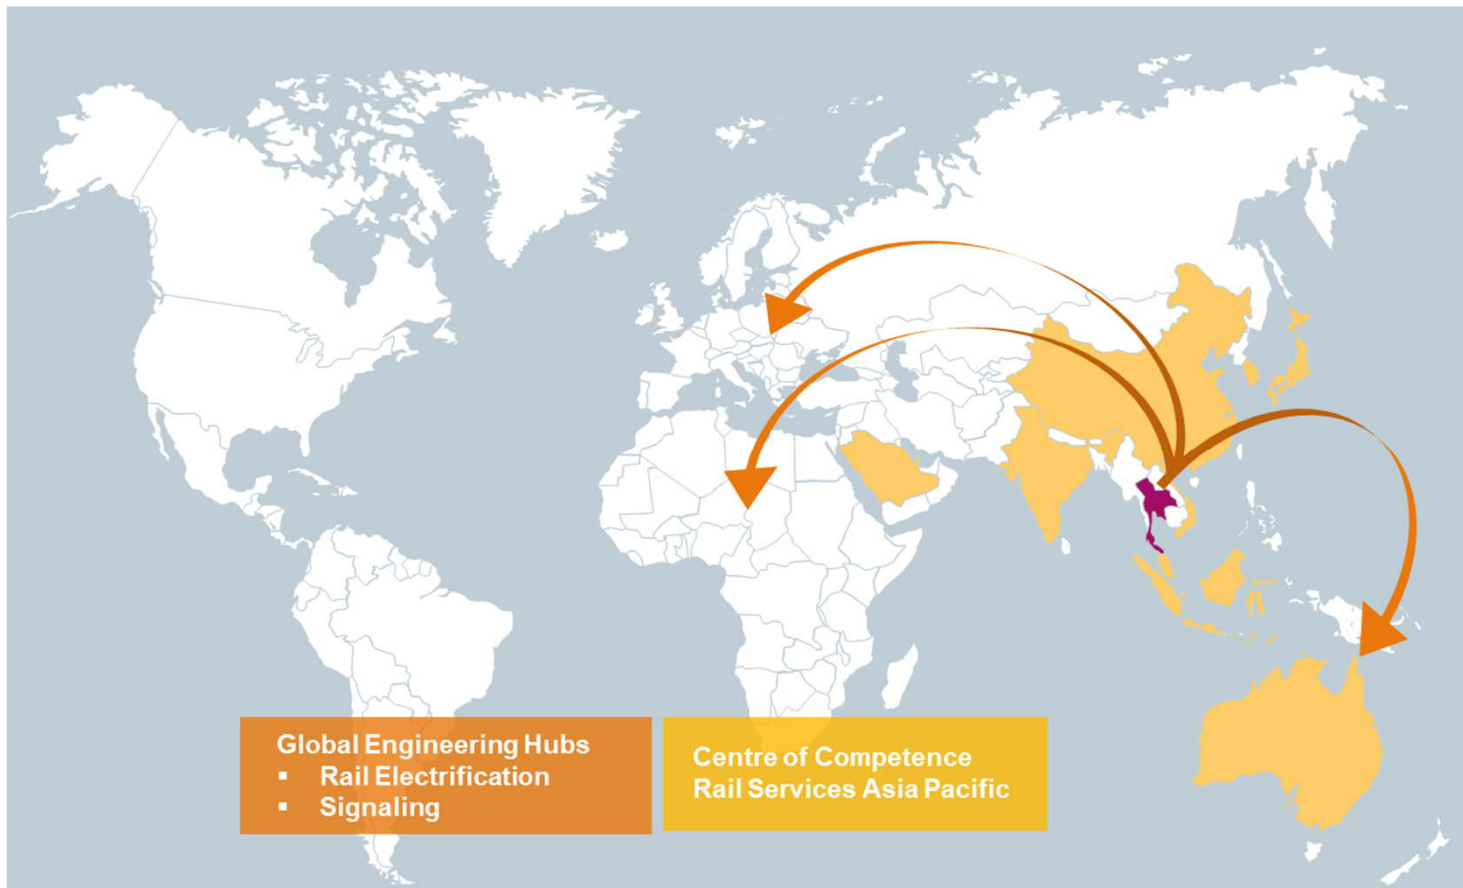 Global Engineering Hubs
▪ Rail Electrification
▪ Signaling
Centre of Competence
Rail Services Asia Pacific